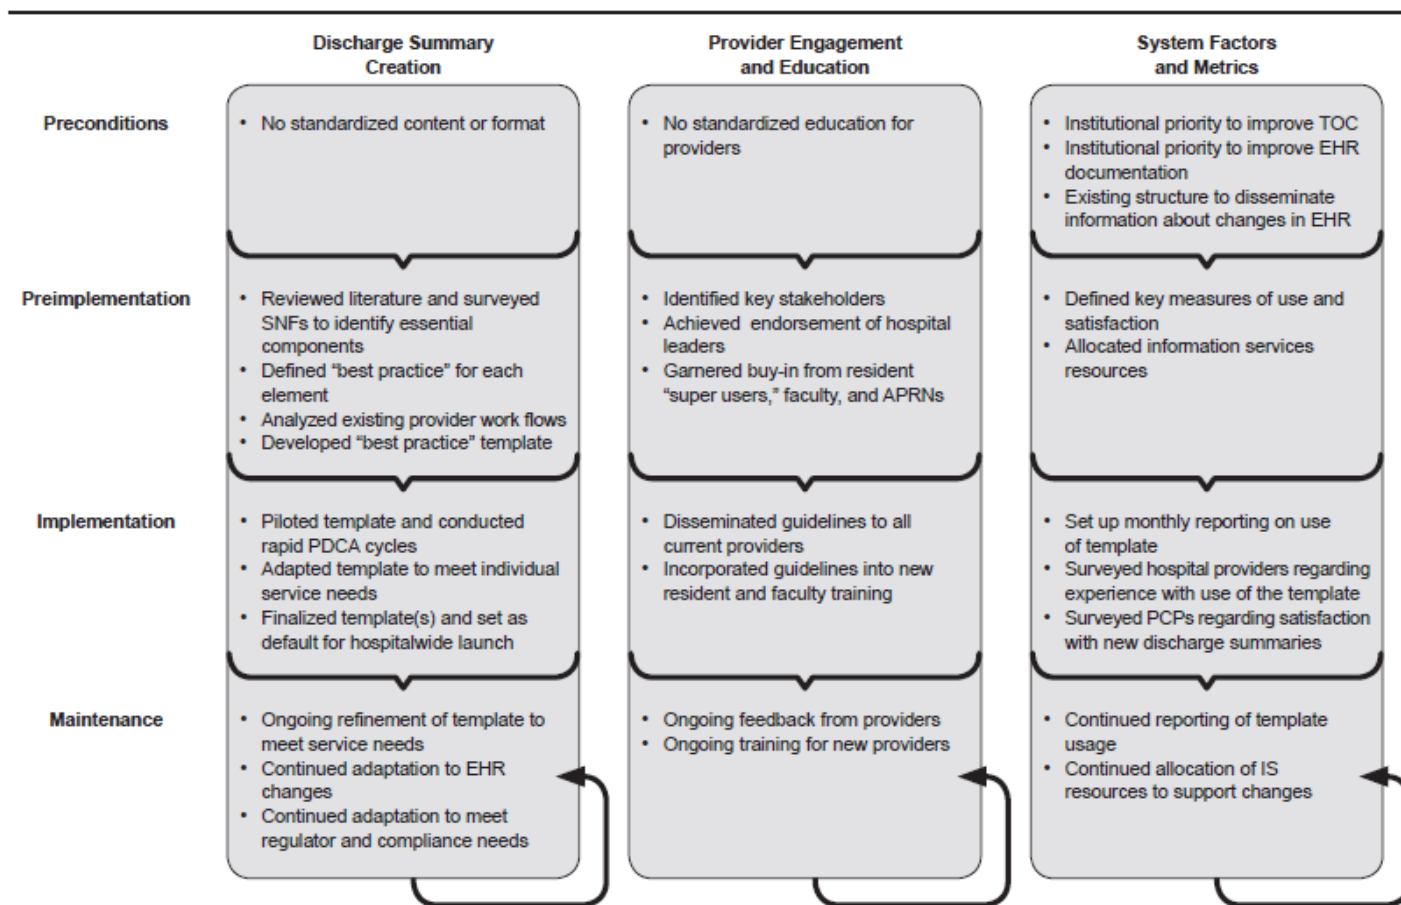 Discharge Summary
Creation
Provider Engagement
and Education
System Factors
and Metrics
Preconditions
• No standardized content or format
• No standardized education for
providers
• Institutional priority to improve TOC
• Institutional priority to improve EHR
documentation
• Existing structure to disseminate
information about changes in EHR
Preimplementation
• Reviewed literature and surveyed
SNFs to identify essential
components
• Defined “best practice” for each
element
• Analyzed existing provider work flows
• Developed “best practice” template
• Identified key stakeholders
• Achieved endorsement of hospital
leaders
• Garnered buy-in from resident
“super users,” faculty, and APRNs
• Defined key measures of use and
satisfaction
• Allocated information services
resources
Implementation
• Piloted template and conducted
rapid PDCA cycles
• Adapted template to meet individual
service needs
• Finalized template(s) and set as
default for hospitalwide launch
• Disseminated guidelines to all
current providers
• Incorporated guidelines into new
resident and faculty training
• Set up monthly reporting on use
of template
• Surveyed hospital providers regarding
experience with use of the template
• Surveyed PCPs regarding satisfaction
with new discharge summaries
Maintenance
• Ongoing refinement of template to
meet service needs
• Continued adaptation to EHR
changes
• Continued adaptation to meet
regulator and compliance needs
• Ongoing feedback from providers
• Ongoing training for new providers
• Continued reporting of template
usage
• Continued allocation of IS
resources to support changes